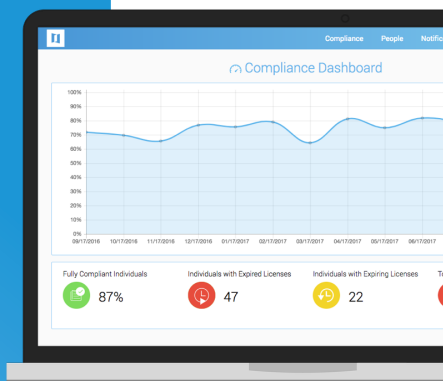 Compliance People Notific
Compliance Dashboard
100%
90%
80%
70%
60%
50%
40%
30%
20%
10%
0%
09/17/2016 10/17/2016 11/17/2016 12/17/2016 01/17/2017 02/17/2017 03/17/2017 04/17/2017 05/17/2017 06/17/2017
Fully Compliant Individuals Individuals with Expired Licenses Individuals with Expiring Licenses
87% 47 22